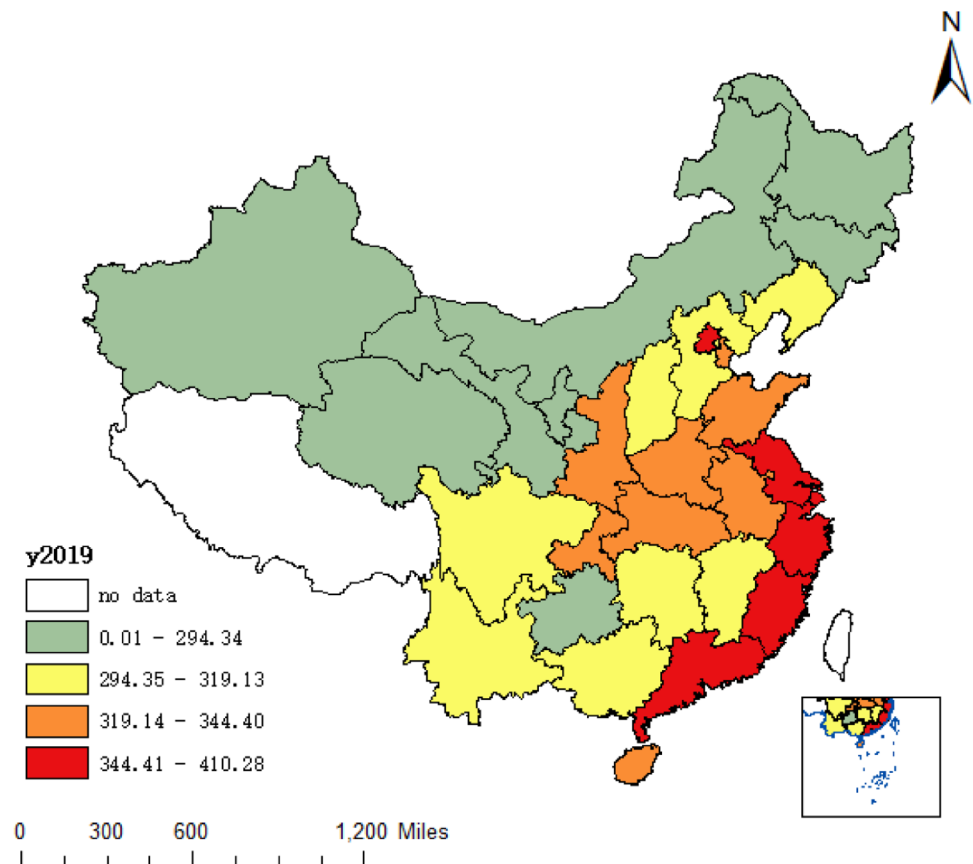 N
y2019
no data
0.01 - 294.34
294.35 - 319.13
319.14 - 344.40
344.41 - 410.28
0 300 600 1,200 Miles